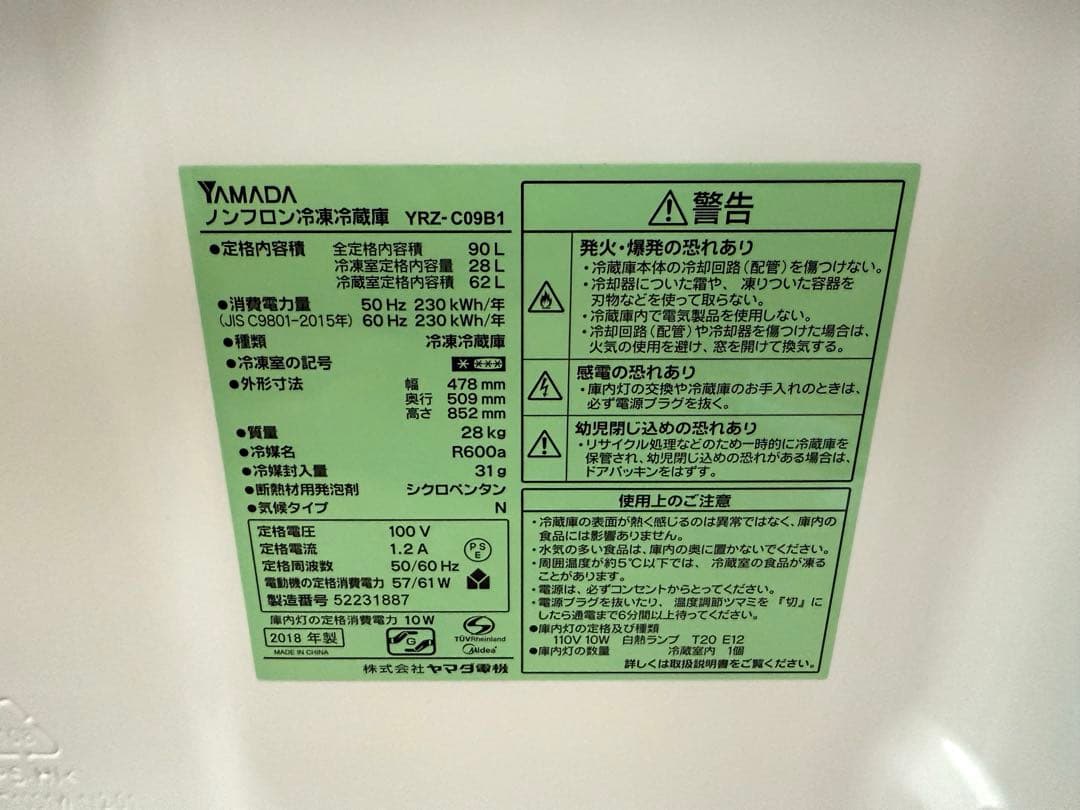 YAMADA
ノンフロン冷凍冷蔵庫 YRZ-C09B1
●定格内容積 全定格内容積 90 L
冷凍室定格内容量 28 L
冷蔵室定格内容積 62 L
●消費電力量 50 Hz 230 kWh/年
(JIS C9801-2015年) 60 Hz 230 kWh/年
●種類 冷凍冷蔵庫
●冷凍室の記号
●外形寸法 幅 478 mm
奥行 509 mm
高さ 852 mm
●質量 28 kg
●冷媒名 R600a
●冷媒封入量 31 g
●断熱材用発泡剤 シクロペンタン
●気候タイプ N
定格電圧 100 V
定格電流 1.2 A
定格周波数 50/60 Hz
電動機の定格消費電力 57/61 W
製造番号 52231887
PS
E
庫内灯の定格消費電力 10 W
2018 年製
MADE IN CHINA
G
TÜVRheinland
Midea
株式会社 ヤマダ電機
警告
発火・爆発の恐れあり
・冷蔵庫本体の冷却回路(配管)を傷つけない。
・冷却器についた霜や、凍りついた容器を
刃物などを使って取らない。
・冷蔵庫内で電気製品を使用しない。
・冷却回路(配管)や冷却器を傷つけた場合は、
火気の使用を避け、窓を開けて換気する。
感電の恐れあり
・庫内灯の交換や冷蔵庫のお手入れのときは、
必ず電源プラグを抜く。
幼児閉じ込めの恐れあり
・リサイクル処理などのため一時的に冷蔵庫を
保管され、幼児閉じ込めの恐れがある場合は、
ドアパッキンをはずす。
使用上のご注意
・冷蔵庫の表面が熱く感じるのは異常ではなく、庫内の
食品には影響ありません。
・水気の多い食品は、庫内の奥に置かないでください。
・周囲温度が約5℃以下では、冷蔵室の食品が凍る
ことがあります。
・電源は、必ずコンセントからとってください。
・電源プラグを抜いたり、温度調節ツマミを『切』に
したら通電まで6分間以上待ってください。
●庫内灯の定格及び種類
110V 10W 白熱ランプ T20 E12
●庫内灯の数量 冷蔵室内 1個
詳しくは取扱説明書をご覧ください。